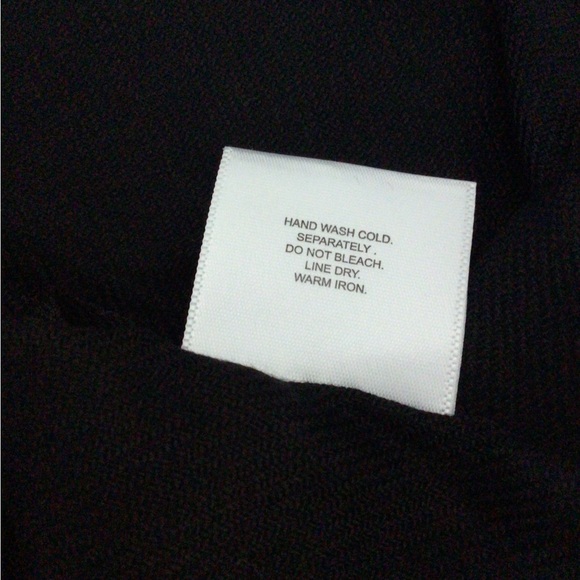 HAND WASH COLD.
SEPARATELY .
DO NOT BLEACH.
LINE DRY.
WARM IRON.